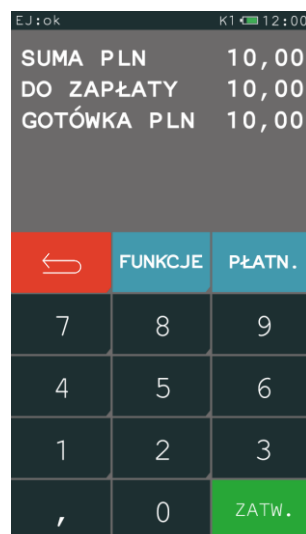 EJ:ok K1 12:00
SUMA PLN 10,00
DO ZAPŁATY 10,00
GOTÓWKA PLN 10,00
FUNKCJE PŁATN.
7 8 9
4 5 6
1 2 3
, 0 ZATW.